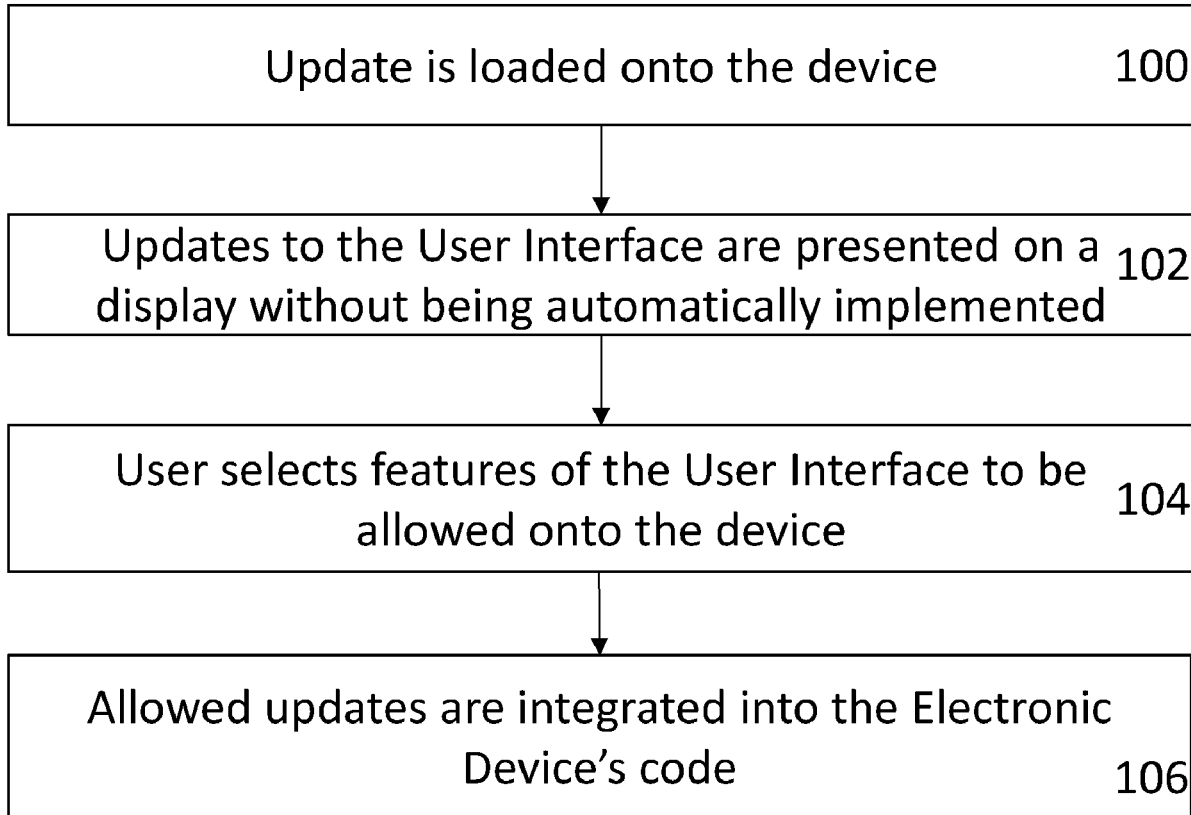 Update is loaded onto the device 100
Updates to the User Interface are presented on a
display without being automatically implemented 102
User selects features of the User Interface to be
allowed onto the device 104
Allowed updates are integrated into the Electronic
Device’s code 106